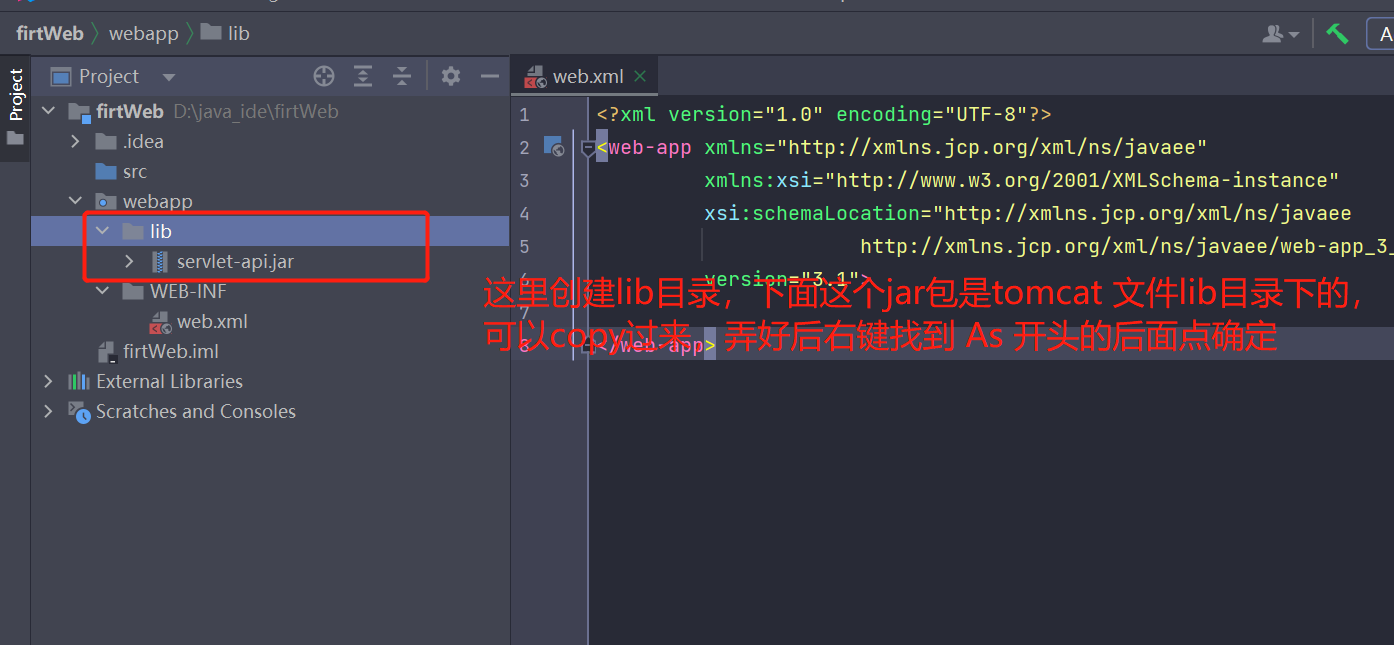 firtWeb 〉 webapp 〉 lib
A
Project
Project
firtWeb D:\java_ide\firtWeb
.idea
src
webapp
lib
servlet-api.jar
WEB-INF
web.xml
firtWeb.iml
External Libraries
Scratches and Consoles
web.xml
1 <?xml version="1.0" encoding="UTF-8"?>
2 <web-app xmlns="http://xmlns.jcp.org/xml/ns/javaee"
3 xmlns:xsi="http://www.w3.org/2001/XMLSchema-instance"
4 xsi:schemaLocation="http://xmlns.jcp.org/xml/ns/javaee
5 http://xmlns.jcp.org/xml/ns/javaee/web-app_3_
6 version="3.1">
7
8 </web-app>
这里创建lib目录，下面这个jar包是tomcat 文件lib目录下的，
可以copy过来 弄好后右键找到 As 开头的后面点确定